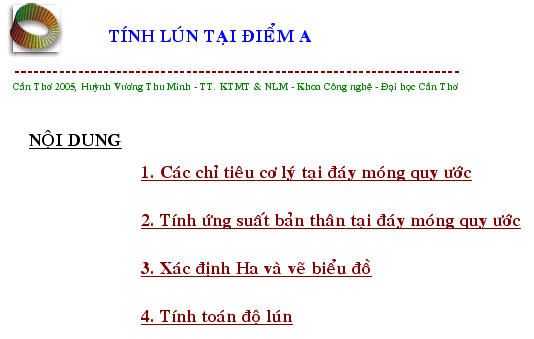 TÍNH LÚN TẠI ĐIỂM A
Cần Thơ 2005, Huỳnh Vương Thu Minh - TT. KTMT & NLM - Khoa Công nghệ - Đại học Cần Thơ
NỘI DUNG
1. Các chỉ tiêu cơ lý tại đáy móng quy ước
2. Tính ứng suất bản thân tại đáy móng quy ước
3. Xác định Ha và vẽ biểu đồ
4. Tính toán độ lún